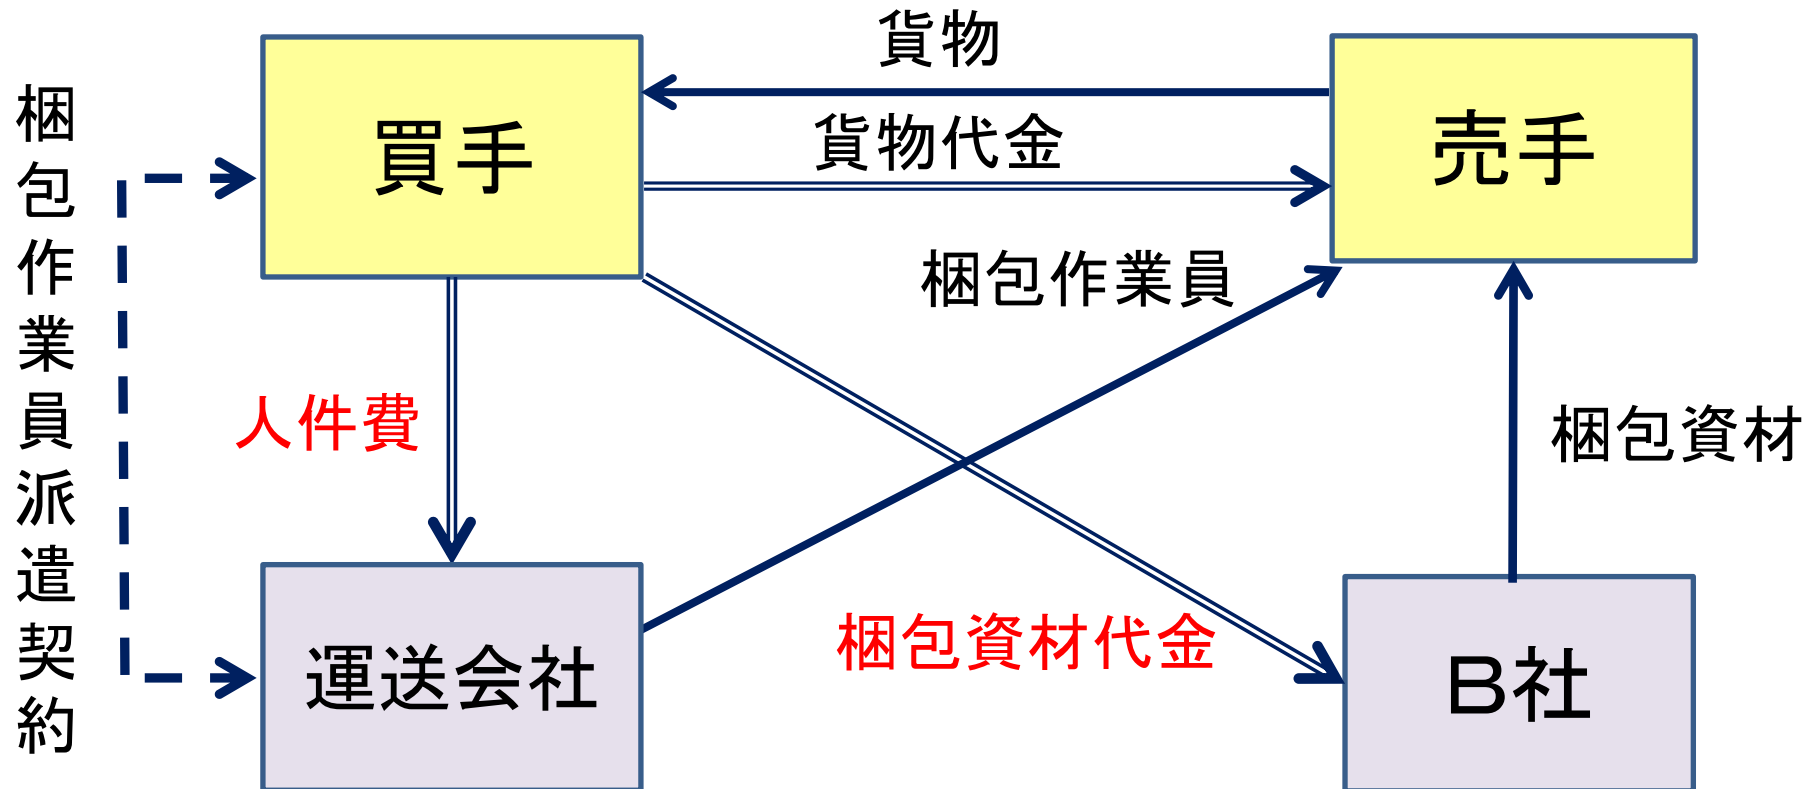 貨物
買手
売手
貨物代金
梱包作業員派遣契約
梱包作業員
人件費
梱包資材
梱包資材代金
運送会社
B社